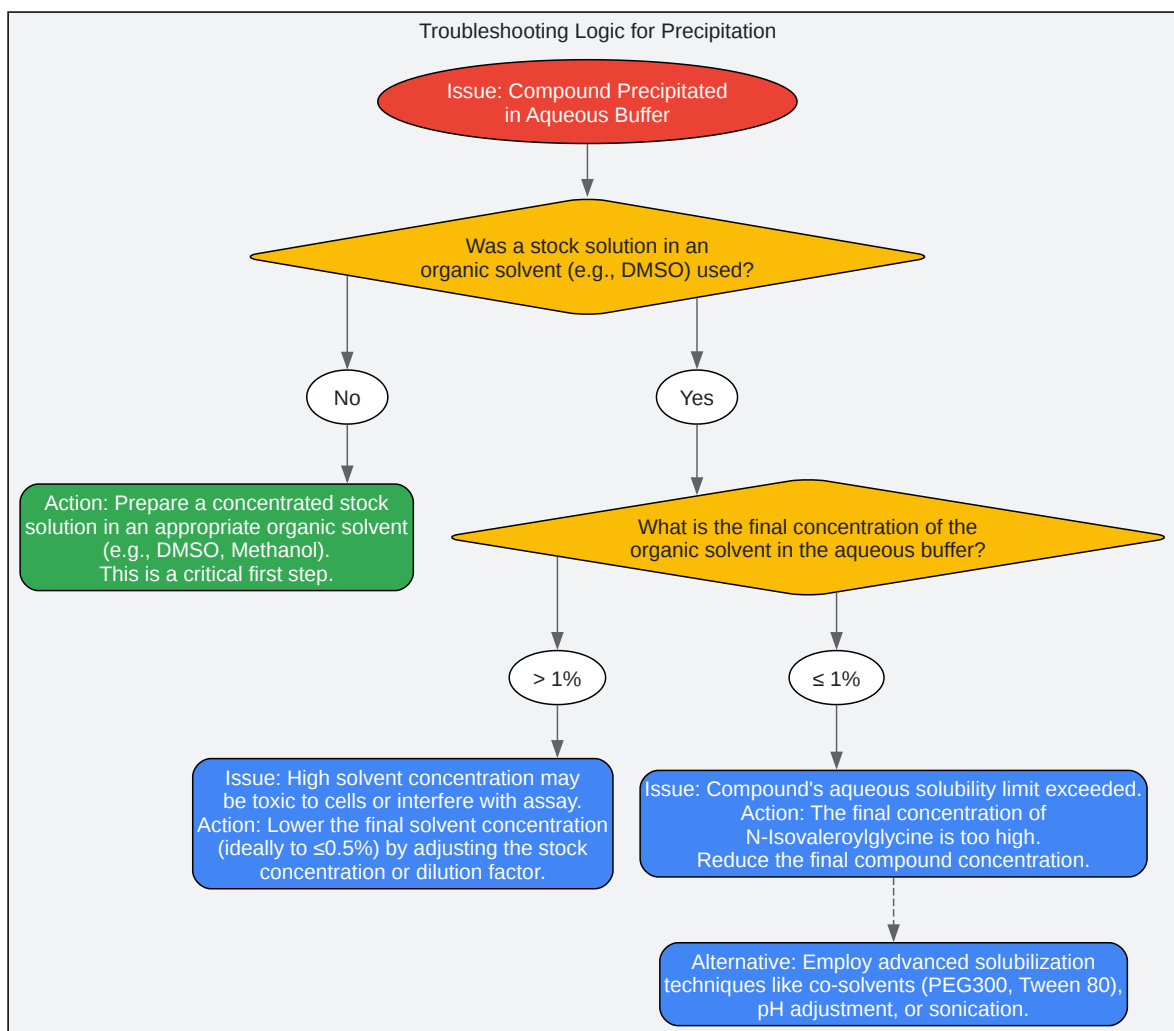 Troubleshooting Logic for Precipitation
Issue: Compound Precipitated
in Aqueous Buffer
Was a stock solution in an
organic solvent (e.g., DMSO) used?
No
Yes
Action: Prepare a concentrated stock
solution in an appropriate organic solvent
(e.g., DMSO, Methanol).
This is a critical first step.
What is the final concentration of the
organic solvent in the aqueous buffer?
> 1%
≤ 1%
Issue: High solvent concentration may
be toxic to cells or interfere with assay.
Action: Lower the final solvent concentration
(ideally to ≤0.5%) by adjusting the stock
concentration or dilution factor.
Issue: Compound's aqueous solubility limit exceeded.
Action: The final concentration of
N-Isovaleroylglycine is too high.
Reduce the final compound concentration.
Alternative: Employ advanced solubilization
techniques like co-solvents (PEG300, Tween 80),
pH adjustment, or sonication.